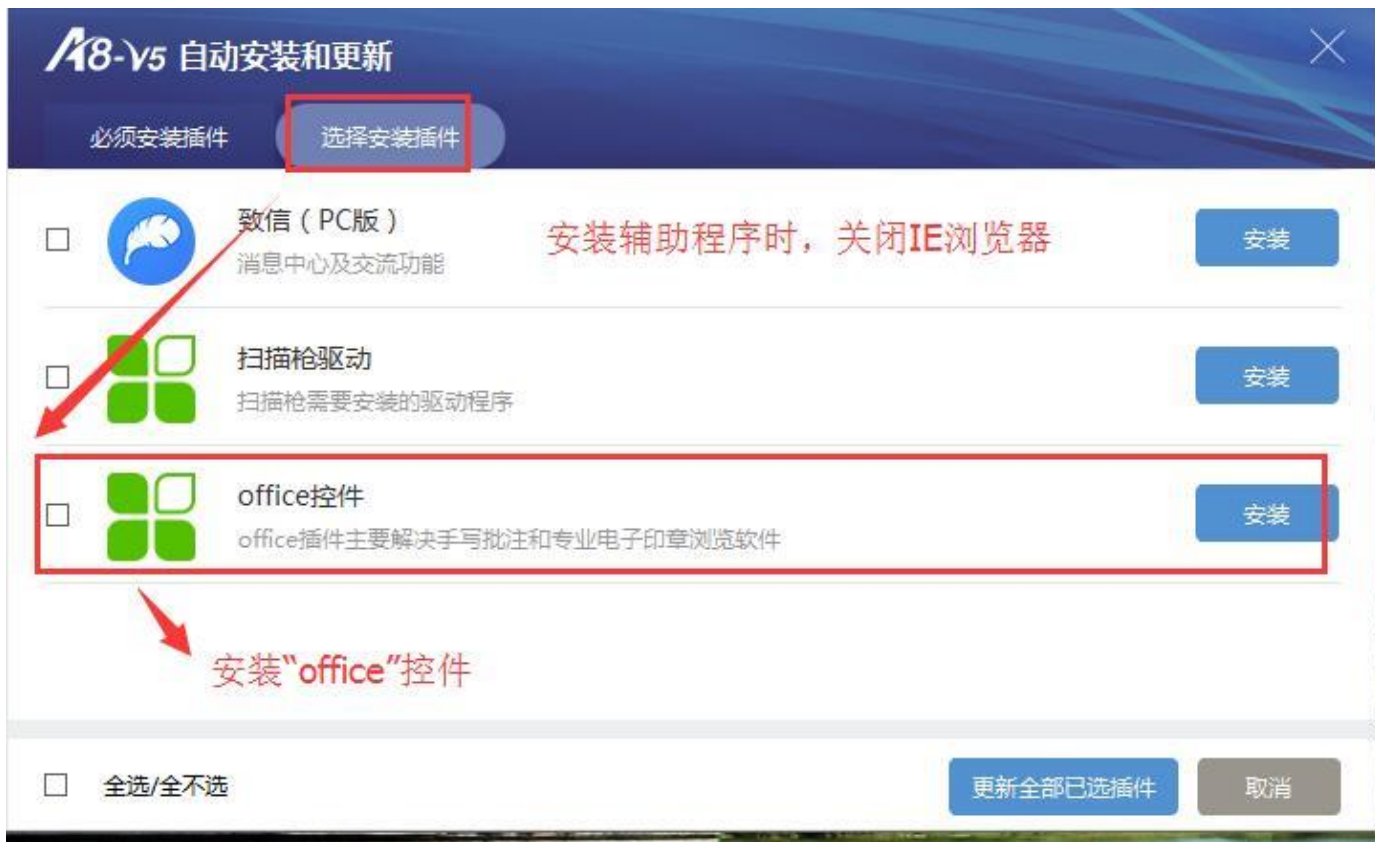 A8-V5 自动安装和更新
必须安装插件 选择安装插件
致信（PC版）
消息中心及交流功能
安装辅助程序时，关闭IE浏览器
安装
扫描枪驱动
扫描枪需要安装的驱动程序
安装
office控件
office插件主要解决手写批注和专业电子印章浏览软件
安装
安装“office”控件
全选/全不选
更新全部已选插件
取消